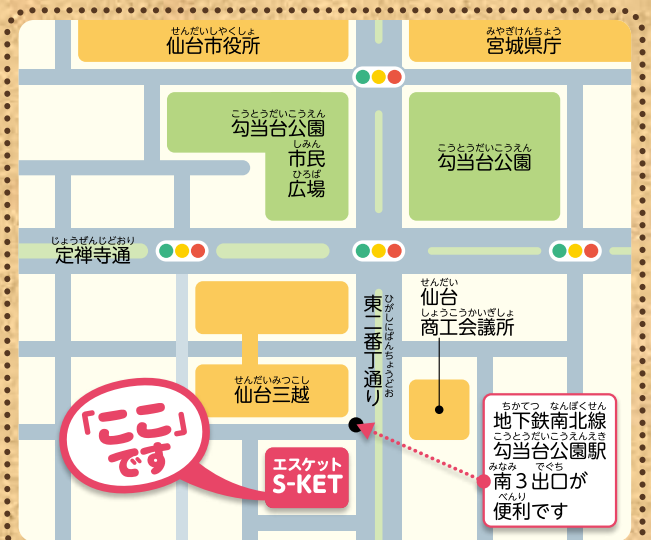 せんだいしやくしょ
仙台市役所
みやぎけんちょう
宮城県庁
こうとうだいこうえん
勾当台公園
しみん
市民
ひろば
広場
こうとうだいこうえん
勾当台公園
じょうぜんじどおり
定禅寺通
ひがしにばんちょうどお
東二番丁通り
せんだい
仙台
しょうこうかいぎしょ
商工会議所
せんだいみつこし
仙台三越
「ここ」
です
エスケット
S-KET
ちかてつ なんぼくせん
地下鉄南北線
こうとうだいこうえんえき
勾当台公園駅
みなみ でぐち
南3出口が
べんり
便利です